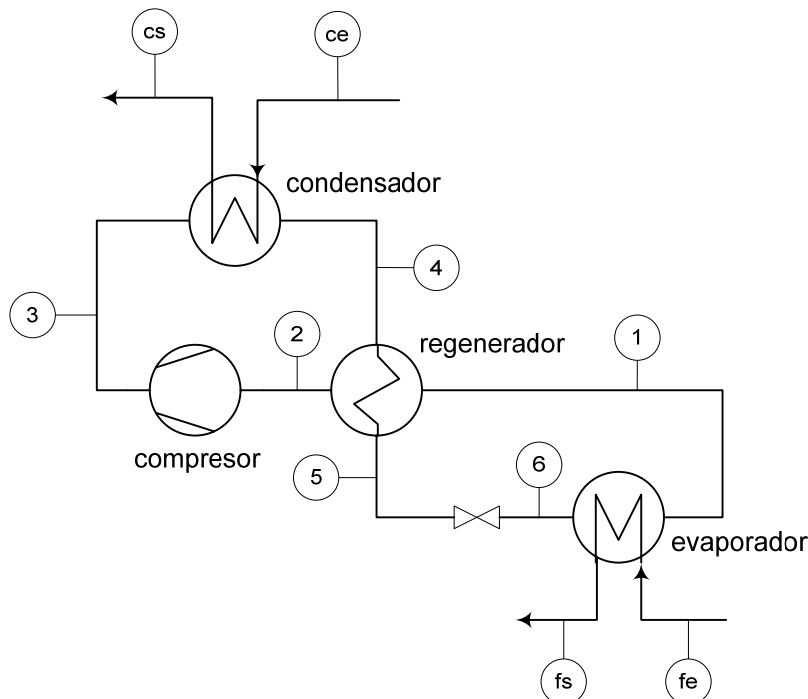 cs
ce
condensador
4
3
2
regenerador
1
compresor
5
6
evaporador
fs
fe